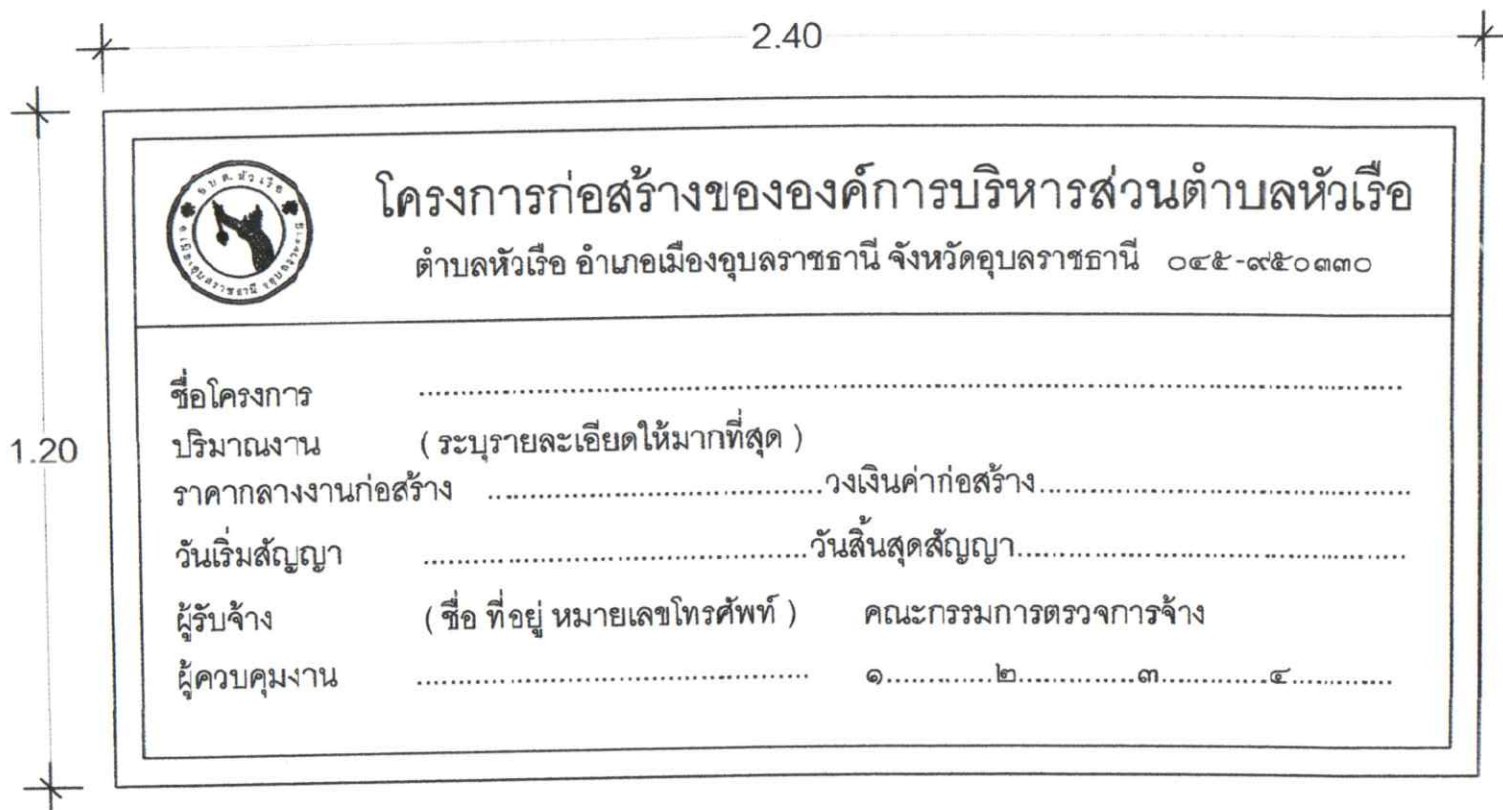 2.40
1.20
อ.บ.ต. หัวเรือ
โครงการก่อสร้างขององค์การบริหารส่วนตำบลหัวเรือ
ตำบลหัวเรือ อำเภอเมืองอุบลราชธานี จังหวัดอุบลราชธานี ๐๔๕-๙๕๐๓๓๐
ชื่อโครงการ ........................................................................
ปริมาณงาน ( ระบุรายละเอียดให้มากที่สุด )
ราคากลางงานก่อสร้าง ....................................วงเงินค่าก่อสร้าง....................................
วันเริ่มสัญญา ....................................วันสิ้นสุดสัญญา....................................
ผู้รับจ้าง ( ชื่อ ที่อยู่ หมายเลขโทรศัพท์ ) คณะกรรมการตรวจการจ้าง
ผู้ควบคุมงาน .................................... ๑............๒.............๓............๔............